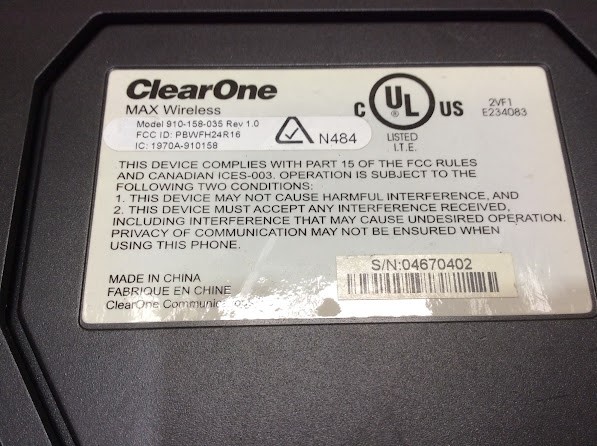 ClearOne
MAX Wireless
Model 910-158-035 Rev 1.0
FCC ID: PBWFH24R16
IC: 1970A-910158
N484
C UL US
LISTED
I.T.E.
2VF1
E234083
THIS DEVICE COMPLIES WITH PART 15 OF THE FCC RULES
AND CANADIAN ICES-003. OPERATION IS SUBJECT TO THE
FOLLOWING TWO CONDITIONS:
1. THIS DEVICE MAY NOT CAUSE HARMFUL INTERFERENCE, AND
2. THIS DEVICE MUST ACCEPT ANY INTERFERENCE RECEIVED,
INCLUDING INTERFERENCE THAT MAY CAUSE UNDESIRED OPERATION.
PRIVACY OF COMMUNICATION MAY NOT BE ENSURED WHEN
USING THIS PHONE.
S/N:04670402
MADE IN CHINA
FABRIQUE EN CHINE
ClearOne